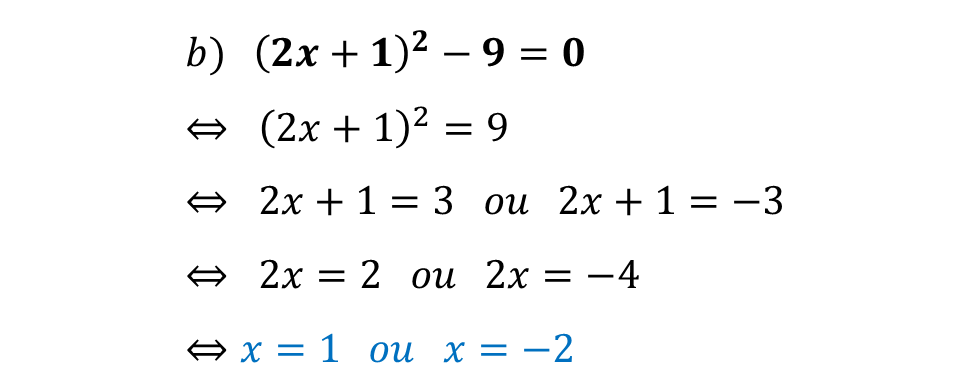 b) (2x + 1)² − 9 = 0
⇔ (2x + 1)² = 9
⇔ 2x + 1 = 3 ou 2x + 1 = −3
⇔ 2x = 2 ou 2x = −4
⇔ x = 1 ou x = −2